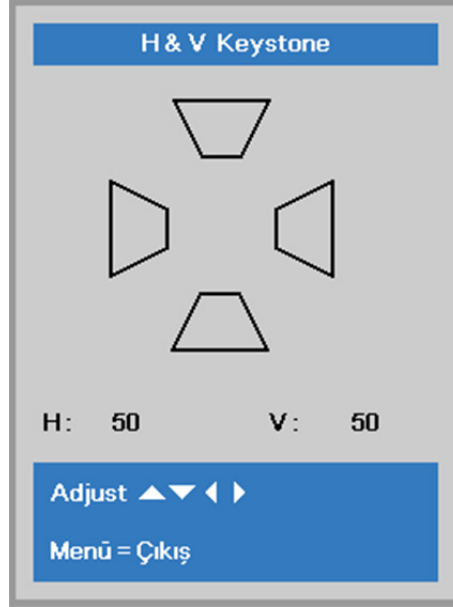 H & V Keystone
H: 50 V: 50
Adjust ▲▼◀ ▶
Menü = Çıkış